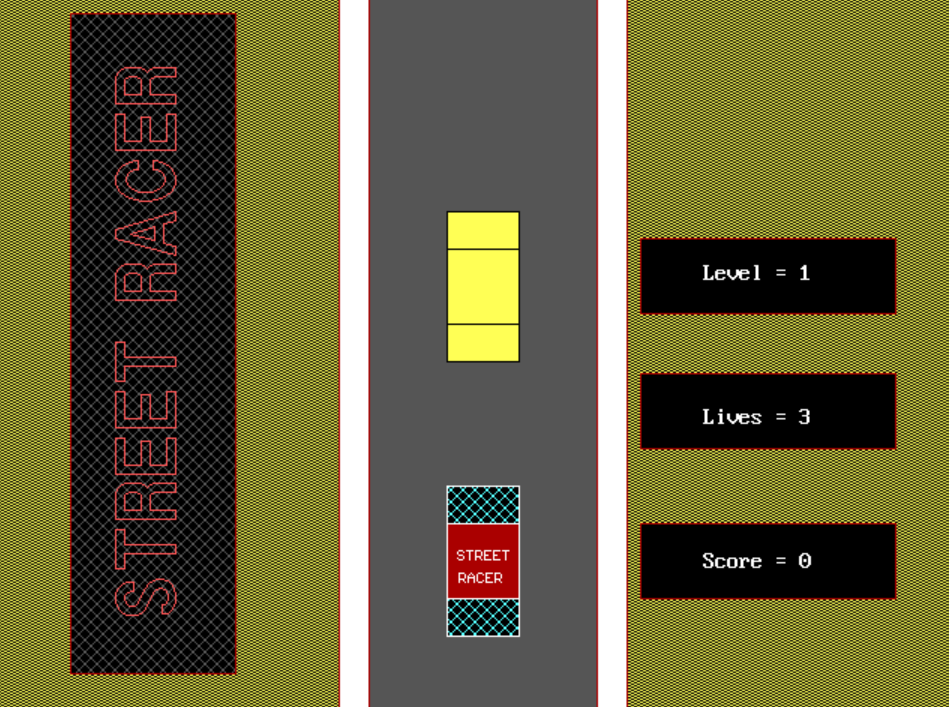 STREET RACER
Level = 1
Lives = 3
STREET
RACER
Score = 0